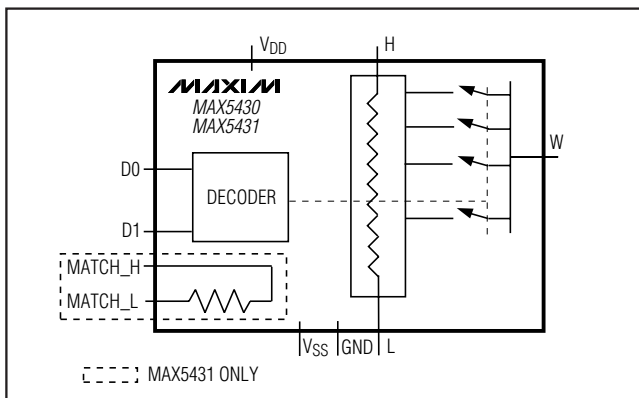 VDD
H
MAXIM
MAX5430
MAX5431
W
D0
DECODER
D1
MATCH_H
MATCH_L
VSS
GND
L
MAX5431 ONLY